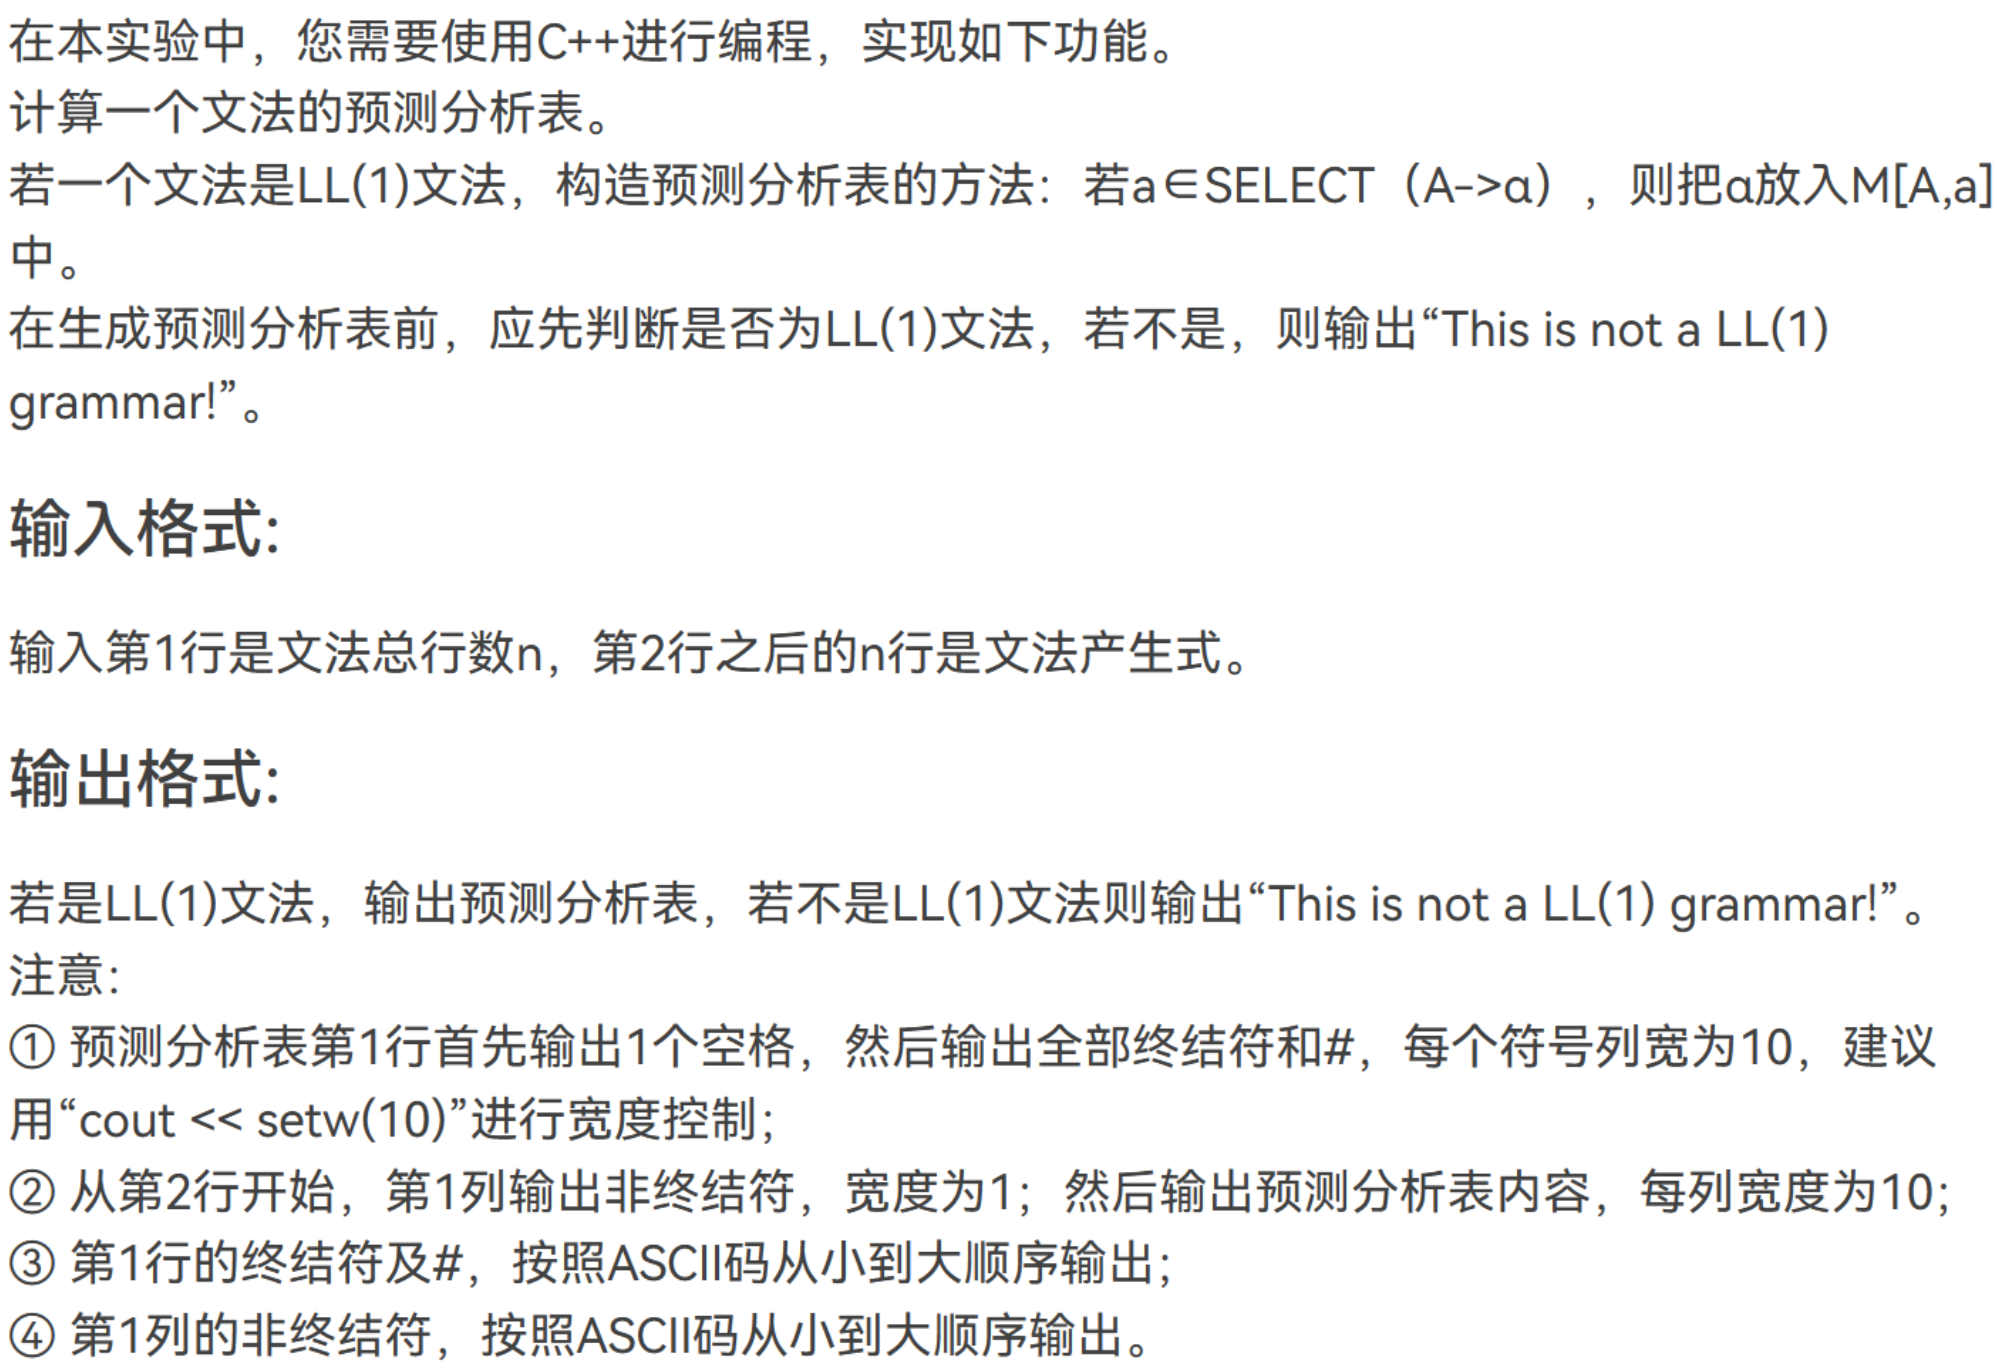 在本实验中，您需要使用C++进行编程，实现如下功能。
计算一个文法的预测分析表。
若一个文法是LL(1)文法，构造预测分析表的方法：若a∈SELECT（A->α），则把α放入M[A,a]
中。
在生成预测分析表前，应先判断是否为LL(1)文法，若不是，则输出“This is not a LL(1)
grammar!”。
输入格式:
输入第1行是文法总行数n，第2行之后的n行是文法产生式。
输出格式:
若是LL(1)文法，输出预测分析表，若不是LL(1)文法则输出“This is not a LL(1) grammar!”。
注意：
① 预测分析表第1行首先输出1个空格，然后输出全部终结符和#，每个符号列宽为10，建议
用“cout << setw(10)”进行宽度控制；
② 从第2行开始，第1列输出非终结符，宽度为1；然后输出预测分析表内容，每列宽度为10；
③ 第1行的终结符及#，按照ASCII码从小到大顺序输出；
④ 第1列的非终结符，按照ASCII码从小到大顺序输出。